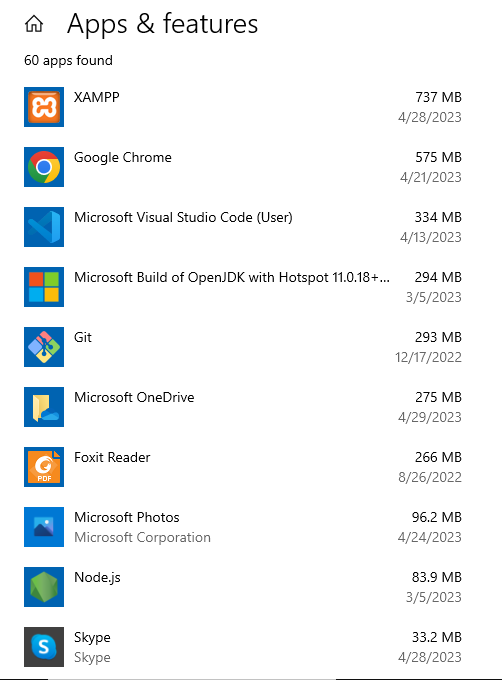 Apps & features
60 apps found
XAMPP 737 MB
4/28/2023
Google Chrome 575 MB
4/21/2023
Microsoft Visual Studio Code (User) 334 MB
4/13/2023
Microsoft Build of OpenJDK with Hotspot 11.0.18+... 294 MB
3/5/2023
Git 293 MB
12/17/2022
Microsoft OneDrive 275 MB
4/29/2023
PDF
Foxit Reader 266 MB
8/26/2022
Microsoft Photos 96.2 MB
Microsoft Corporation 4/24/2023
Node.js 83.9 MB
3/5/2023
Skype 33.2 MB
Skype 4/28/2023